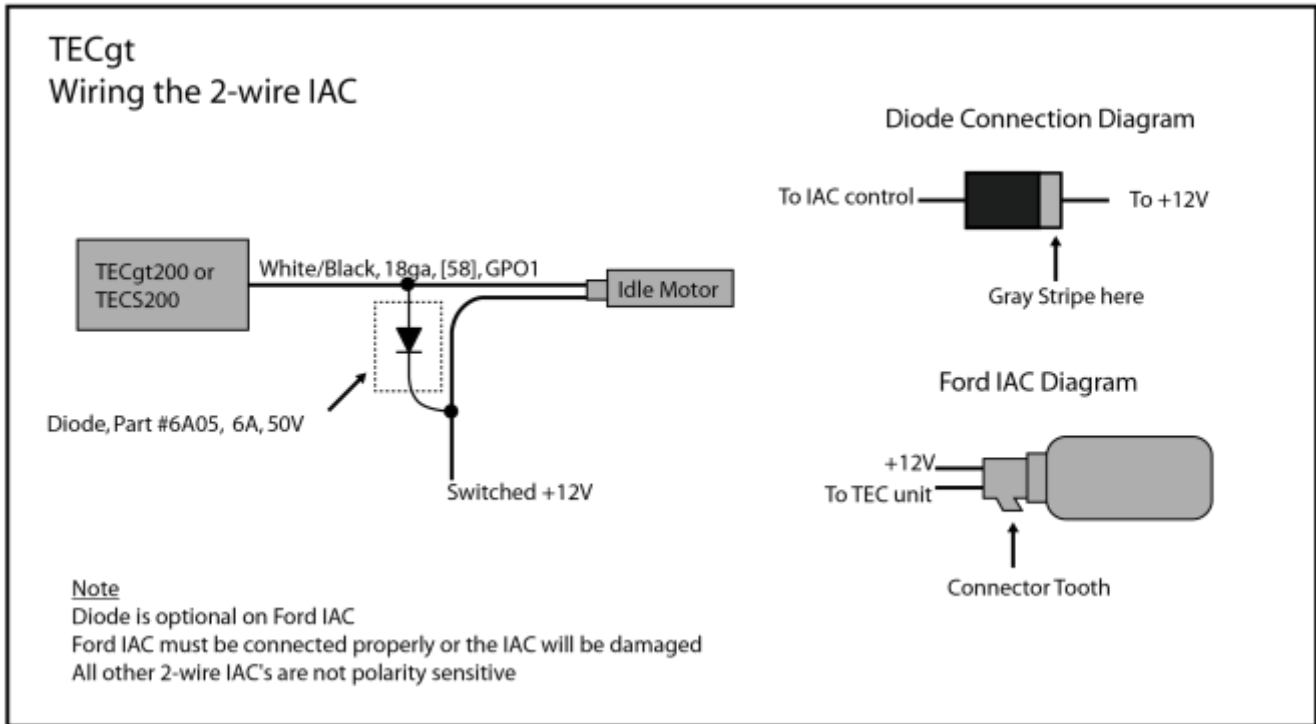 TECgt
Wiring the 2-wire IAC
Diode Connection Diagram
To IAC control
To +12V
Gray Stripe here
TECgt200 or
TECS200
White/Black, 18ga, [58], GPO1
Idle Motor
Diode, Part #6A05, 6A, 50V
Switched +12V
Ford IAC Diagram
+12V
To TEC unit
Connector Tooth
Note
Diode is optional on Ford IAC
Ford IAC must be connected properly or the IAC will be damaged
All other 2-wire IAC's are not polarity sensitive